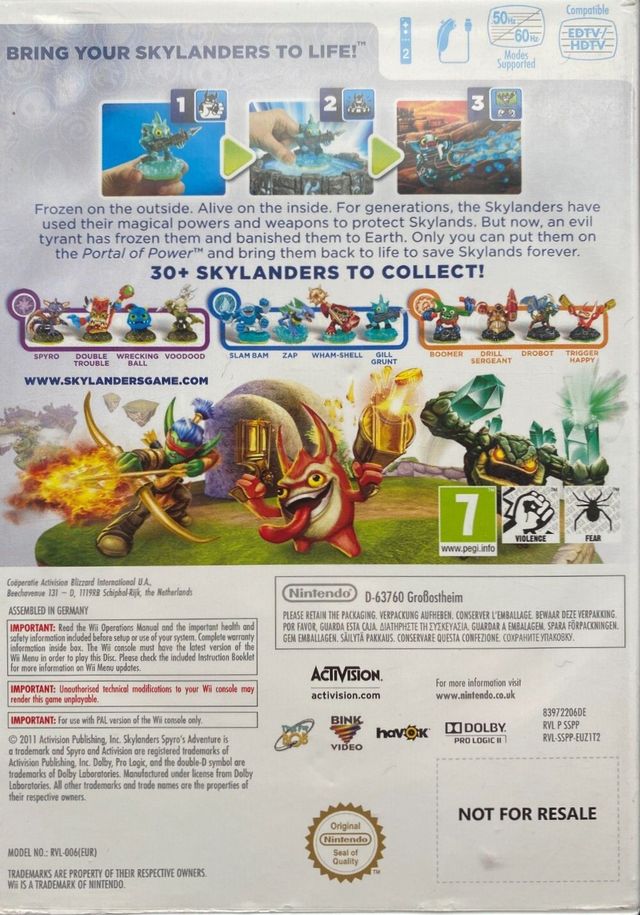 BRING YOUR SKYLANDERS TO LIFE!™
2
50Hz
60Hz
Modes
Supported
Compatible
EDTV/
HDTV
1
2
3
Frozen on the outside. Alive on the inside. For generations, the Skylanders have
used their magical powers and weapons to protect Skylands. But now, an evil
tyrant has frozen them and banished them to Earth. Only you can put them on
the Portal of Power™ and bring them back to life to save Skylands forever.
30+ SKYLANDERS TO COLLECT!
SPYRO
DOUBLE
TROUBLE
WRECKING
BALL
VOODOOD
SLAM BAM
ZAP
WHAM-SHELL
GILL
GRUNT
BOOMER
DRILL
SERGEANT
DROBOT
TRIGGER
HAPPY
WWW.SKYLANDERSGAME.COM
7
www.pegi.info
VIOLENCE
FEAR
Coöperatie Activision Blizzard International U.A.,
Beechavenue 131 – D, 1119RB Schiphol-Rijk, the Netherlands
ASSEMBLED IN GERMANY
IMPORTANT: Read the Wii Operations Manual and the important health and
safety information included before setup or use of your system. Complete warranty
information inside box. The Wii console must have the latest version of the
Wii Menu in order to play this Disc. Please check the included Instruction Booklet
for more information on Wii Menu updates.
IMPORTANT: Unauthorised technical modifications to your Wii console may
render this game unplayable.
IMPORTANT: For use with PAL version of the Wii console only.
© 2011 Activision Publishing, Inc. Skylanders Spyro's Adventure is
a trademark and Spyro and Activision are registered trademarks of
Activision Publishing, Inc. Dolby, Pro Logic, and the double-D symbol are
trademarks of Dolby Laboratories. Manufactured under license from Dolby
Laboratories. All other trademarks and trade names are the properties of
their respective owners.
MODEL NO.: RVL-006(EUR)
TRADEMARKS ARE PROPERTY OF THEIR RESPECTIVE OWNERS.
Wii IS A TRADEMARK OF NINTENDO.
Nintendo® D-63760 Großostheim
PLEASE RETAIN THE PACKAGING. VERPACKUNG AUFHEBEN. CONSERVER L'EMBALLAGE. BEWAAR DEZE VERPAKKING.
POR FAVOR, GUARDA ESTA CAJA. ΔΙΑΤΗΡΗΣΤΕ ΤΗ ΣΥΣΚΕΥΑΣΙΑ. GUARDAR A EMBALAGEM. SPARA FÖRPACKNINGEN.
GEM EMBALLAGEN. SÄILYTÄ PAKKAUS. CONSERVARE QUESTA CONFEZIONE. СОХРАНИТЕ УПАКОВКУ.
ACTIVISION.
activision.com
For more information visit
www.nintendo.co.uk
BINK
VIDEO
havok™
DOLBY.
PRO LOGIC II
83972206DE
RVL P SSPP
RVL-SSPP-EUZ1T2
Original
Nintendo
Seal of
Quality
TM
NOT FOR RESALE